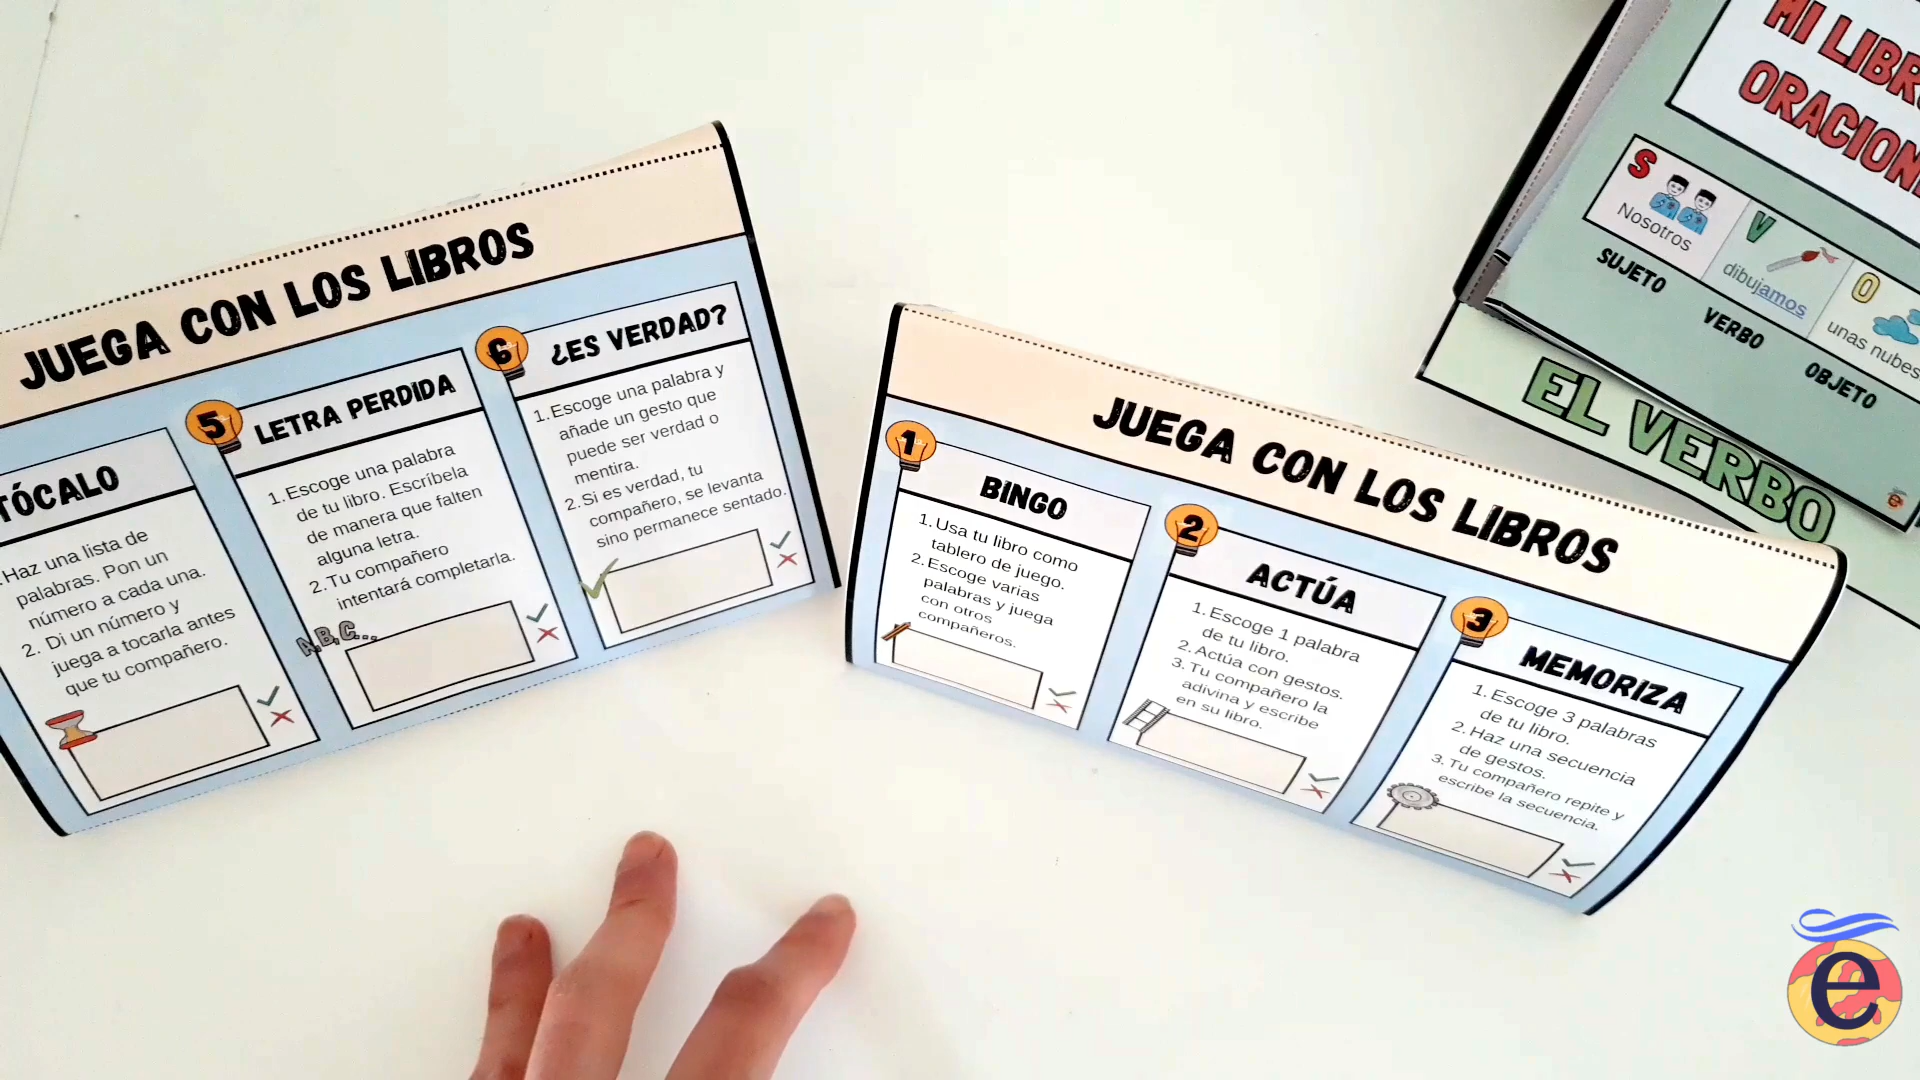 JUEGA CON LOS LIBROS
TÓCALO
Haz una lista de
palabras. Pon un
número a cada una.
2. Di un número y
juega a tocarla antes
que tu compañero.
5
LETRA PERDIDA
1. Escoge una palabra
de tu libro. Escríbela
de manera que falten
alguna letra.
2. Tu compañero
intentará completarla.
A,B,C...
6
¿ES VERDAD?
1. Escoge una palabra y
añade un gesto que
puede ser verdad o
mentira.
2. Si es verdad, tu
compañero, se levanta
sino permanece sentado.
JUEGA CON LOS LIBROS
1
BINGO
1. Usa tu libro como
tablero de juego.
2. Escoge varias
palabras y juega
con otros
compañeros.
2
ACTÚA
1. Escoge 1 palabra
de tu libro.
2. Actúa con gestos.
3. Tu compañero la
adivina y escribe
en su libro.
3
MEMORIZA
1. Escoge 3 palabras
de tu libro.
2. Haz una secuencia
de gestos.
3. Tu compañero repite y
escribe la secuencia.
MI
S
Nosotros
SUJETO
V
dibujamos
VERBO
O
unas nubes
OBJETO
EL VERBO
e